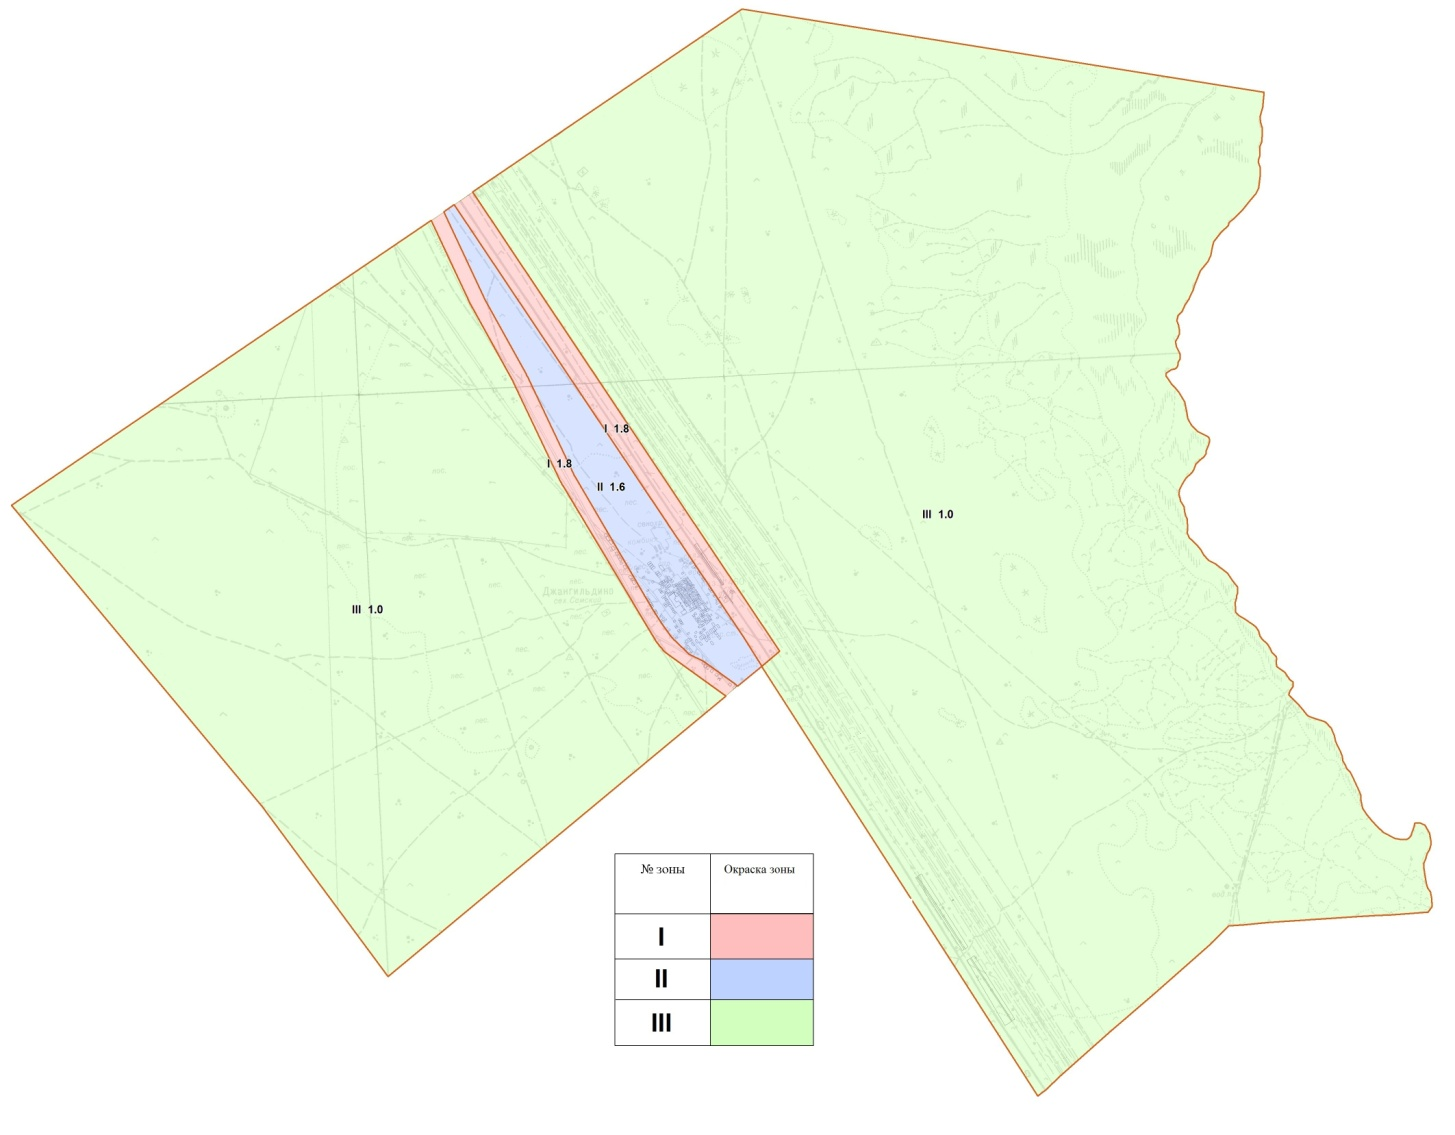 I 1.8
I 1.8
II 1.6
III 1.0
Джангильдино
III 1.0
№ зоны Окраска зоны
I
II
III